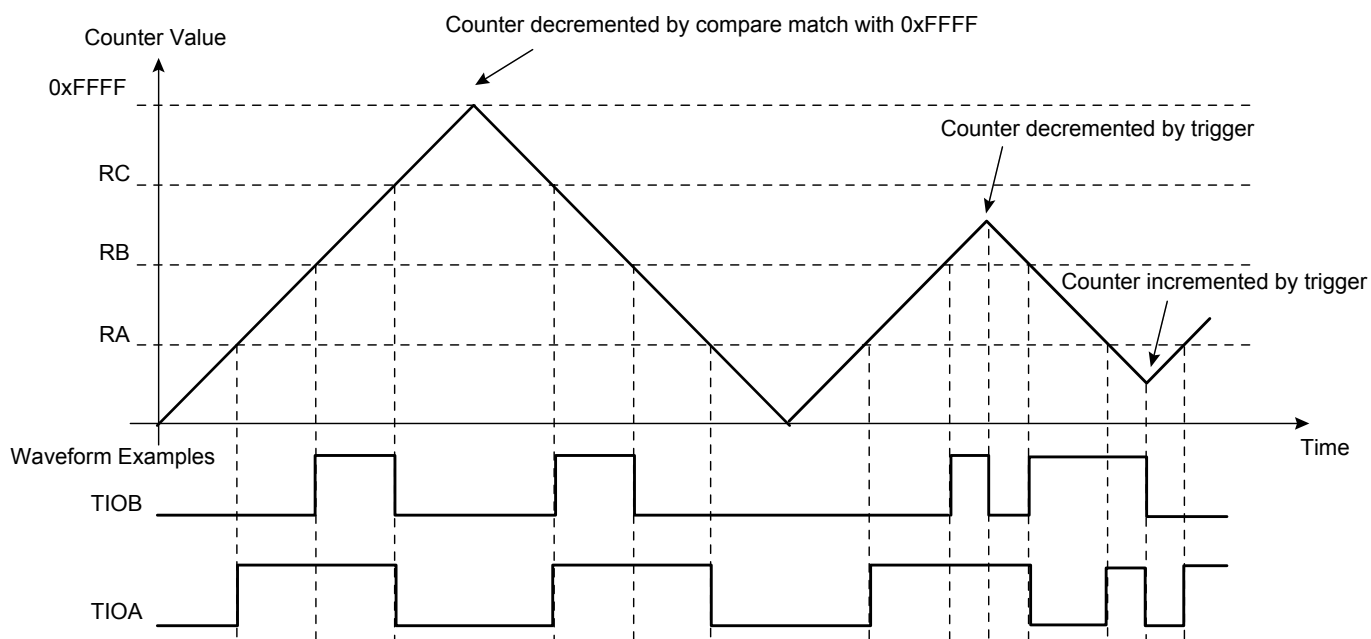 Counter decremented by compare match with 0xFFFF
Counter Value
0xFFFF
Counter decremented by trigger
RC
RB
Counter incremented by trigger
RA
Time
Waveform Examples
TIOB
TIOA